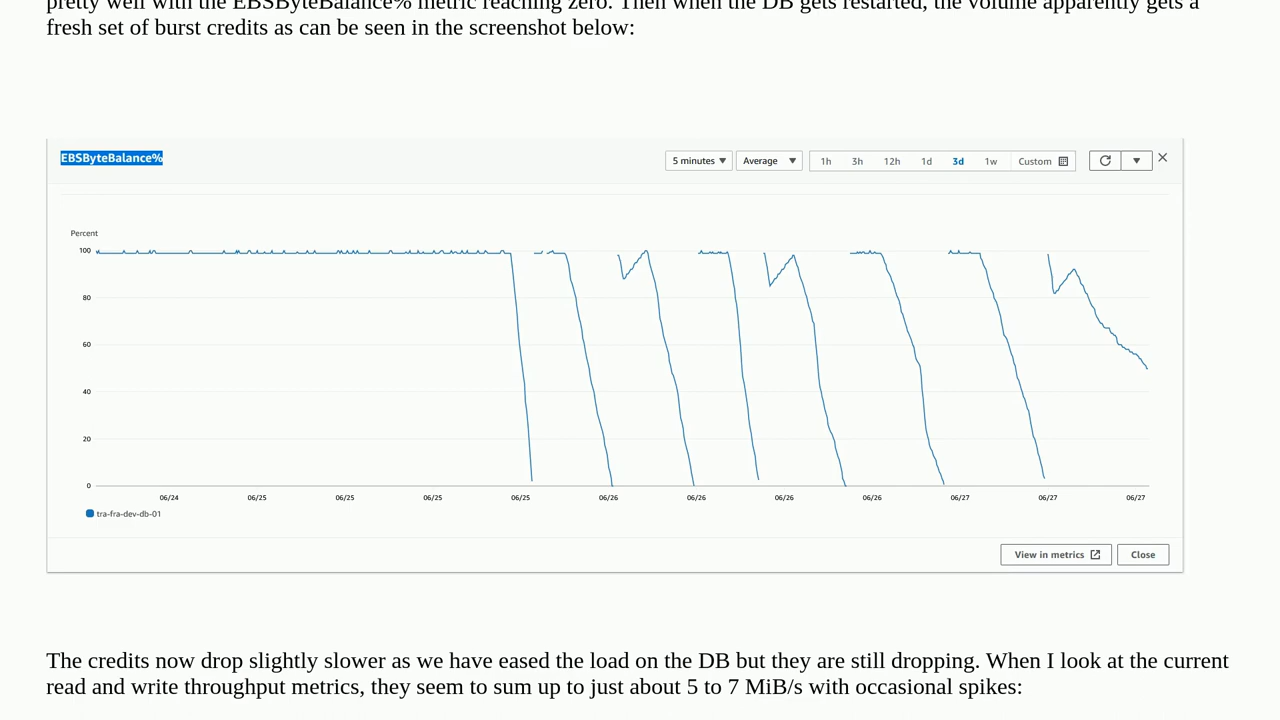 pretty well with the EBSByteBalance% metric reaching zero. Then when the DB gets restarted, the volume apparently gets a
fresh set of burst credits as can be seen in the screenshot below:
EBSByteBalance%
5 minutes
Average
1h
3h
12h
1d
3d
1w
Custom
Percent
100
80
60
40
20
0
06/24
06/25
06/25
06/25
06/25
06/26
06/26
06/26
06/26
06/27
06/27
06/27
tra-fra-dev-db-01
View in metrics
Close
The credits now drop slightly slower as we have eased the load on the DB but they are still dropping. When I look at the current
read and write throughput metrics, they seem to sum up to just about 5 to 7 MiB/s with occasional spikes: